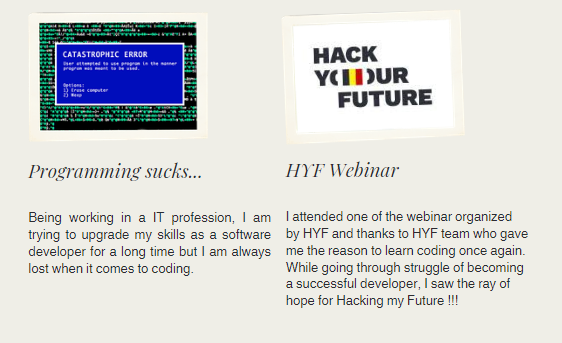 CATASTROPHIC ERROR
User attempted to use program in the manner
program was meant to be used.
Options:
1) Erase computer
2) Weep
HACK
YOUR
FUTURE
Programming sucks...
HYF Webinar
Being working in a IT profession, I am
trying to upgrade my skills as a software
developer for a long time but I am always
lost when it comes to coding.
I attended one of the webinar organized
by HYF and thanks to HYF team who gave
me the reason to learn coding once again.
While going through struggle of becoming
a successful developer, I saw the ray of
hope for Hacking my Future !!!